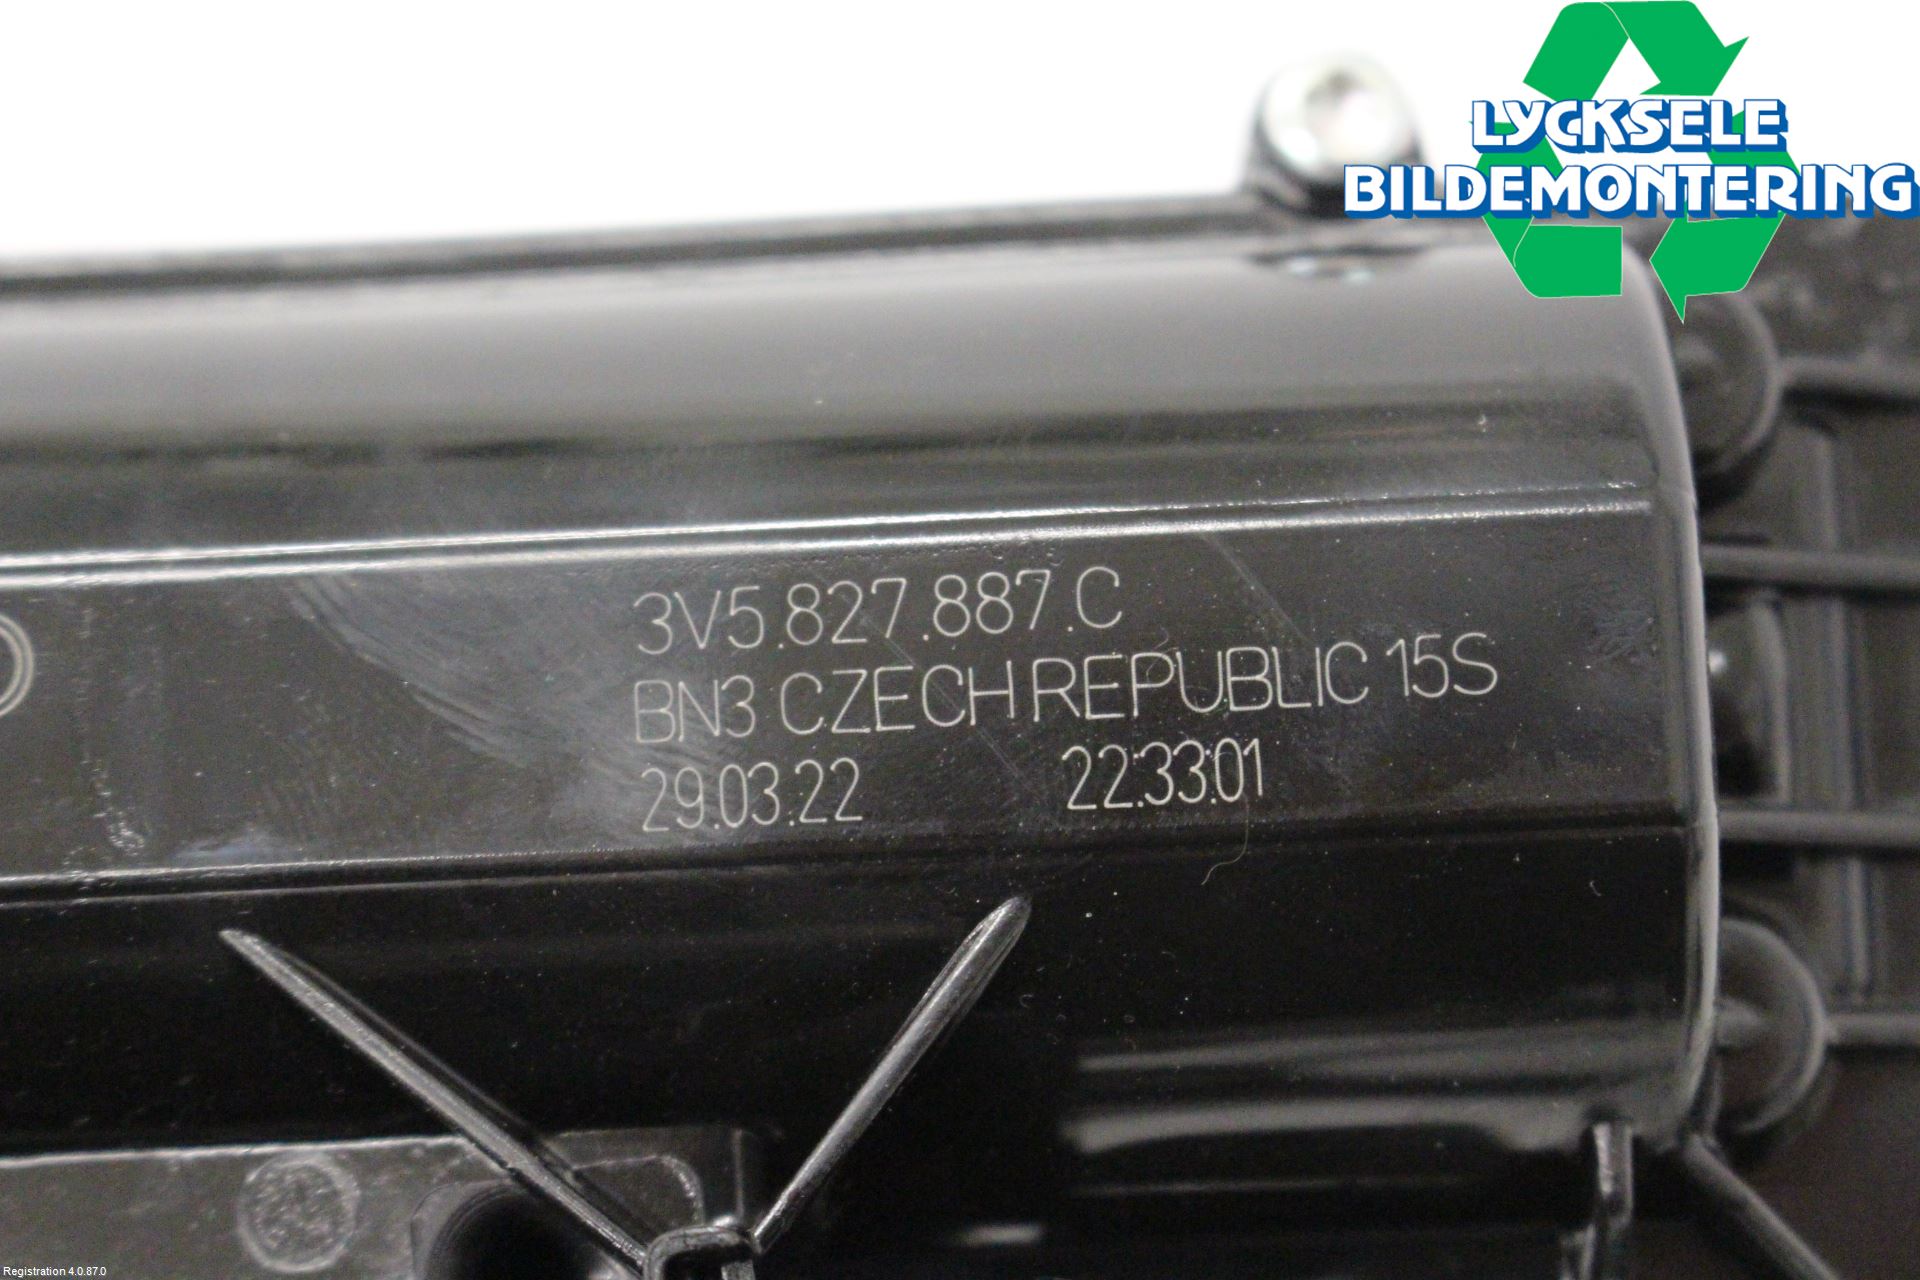 LYCKSELE
BILDEMONTERING
3V5.827.887.C
BN3 CZECH REPUBLIC 15S
29.03.22 22:33:01
Registration 4.0.87.0